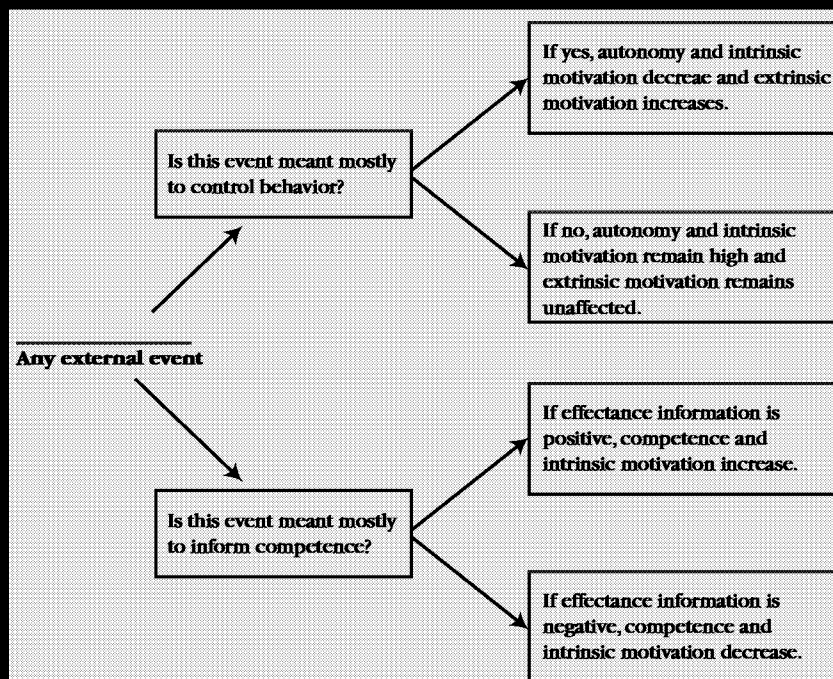 If yes, autonomy and intrinsic
motivation decreae and extrinsic
motivation increases.
Is this event meant mostly
to control behavior?
If no, autonomy and intrinsic
motivation remain high and
extrinsic motivation remains
unaffected.
Any external event
If effectance information is
positive, competence and
intrinsic motivation increase.
Is this event meant mostly
to inform competence?
If effectance information is
negative, competence and
intrinsic motivation decrease.